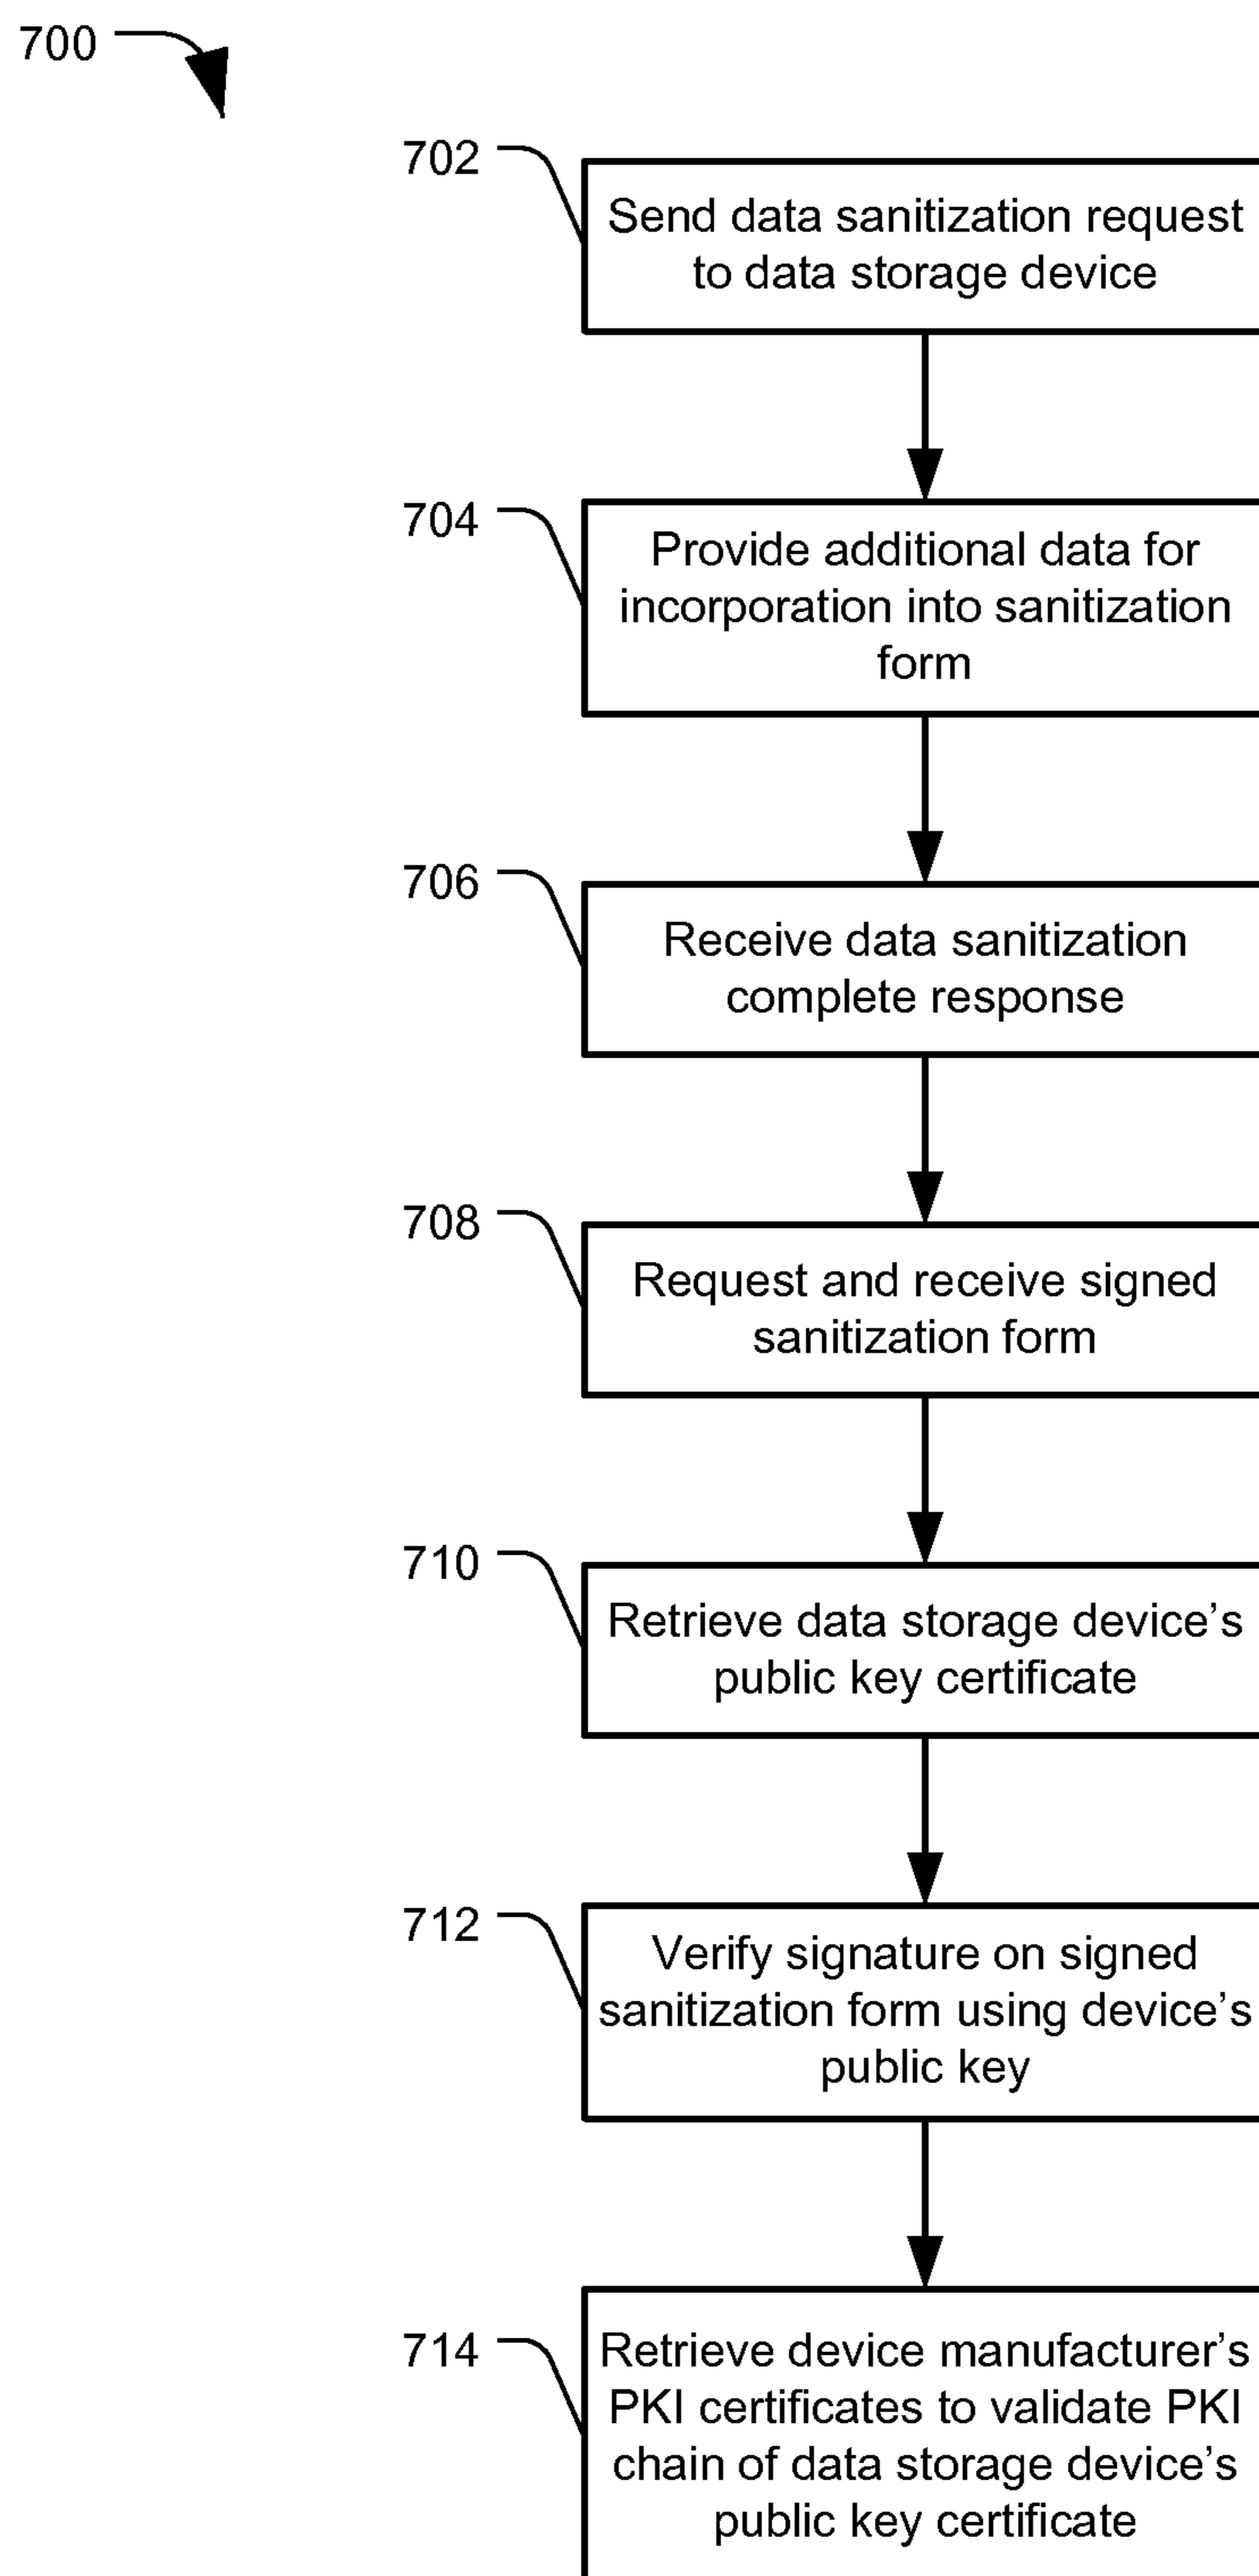 700
702
Send data sanitization request
to data storage device
704
Provide additional data for
incorporation into sanitization
form
706
Receive data sanitization
complete response
708
Request and receive signed
sanitization form
710
Retrieve data storage device’s
public key certificate
712
Verify signature on signed
sanitization form using device’s
public key
714
Retrieve device manufacturer’s
PKI certificates to validate PKI
chain of data storage device’s
public key certificate